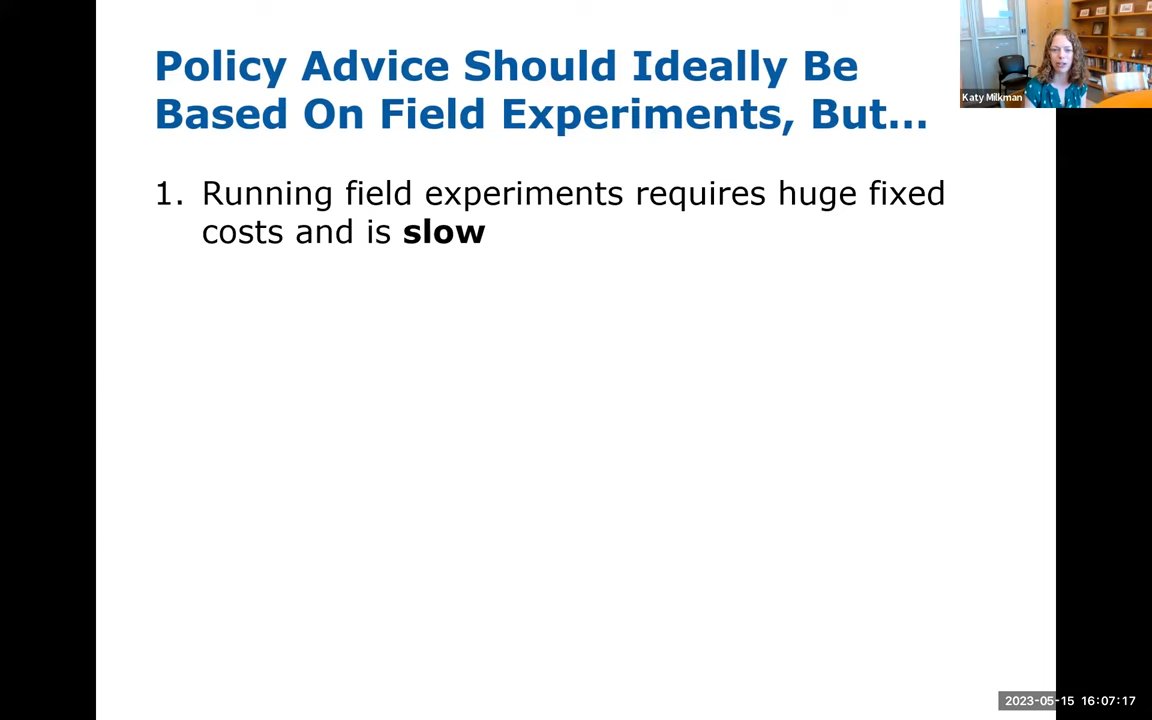 Policy Advice Should Ideally Be
Based On Field Experiments, But...
Katy Milkman
1. Running field experiments requires huge fixed
costs and is slow
2023-05-15 16:07:17